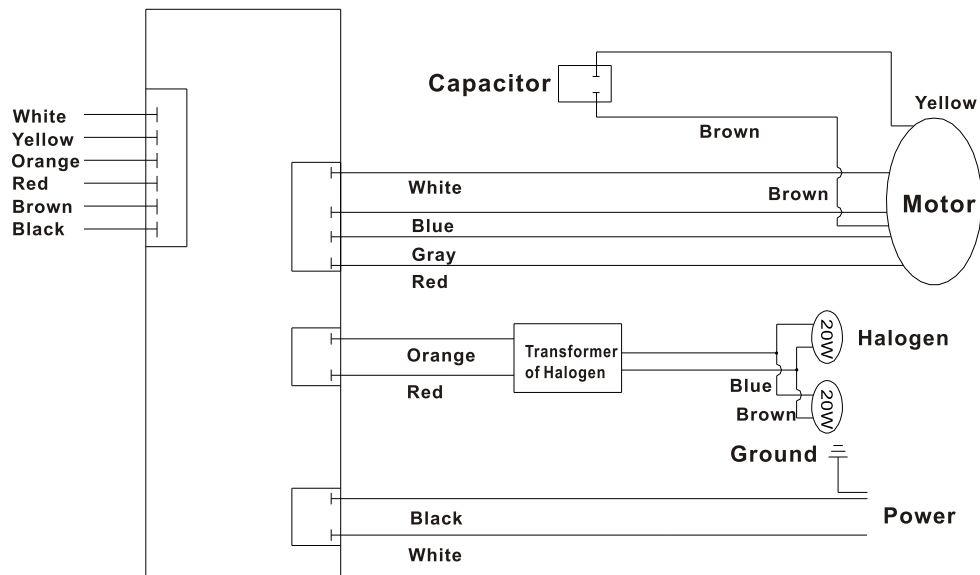 White
Yellow
Orange
Red
Brown
Black
Capacitor
Yellow
Brown
White
Brown
Blue
Gray
Red
Motor
Orange
Red
Transformer
of Halogen
Blue
Brown
20W
20W
Halogen
Ground
Black
White
Power